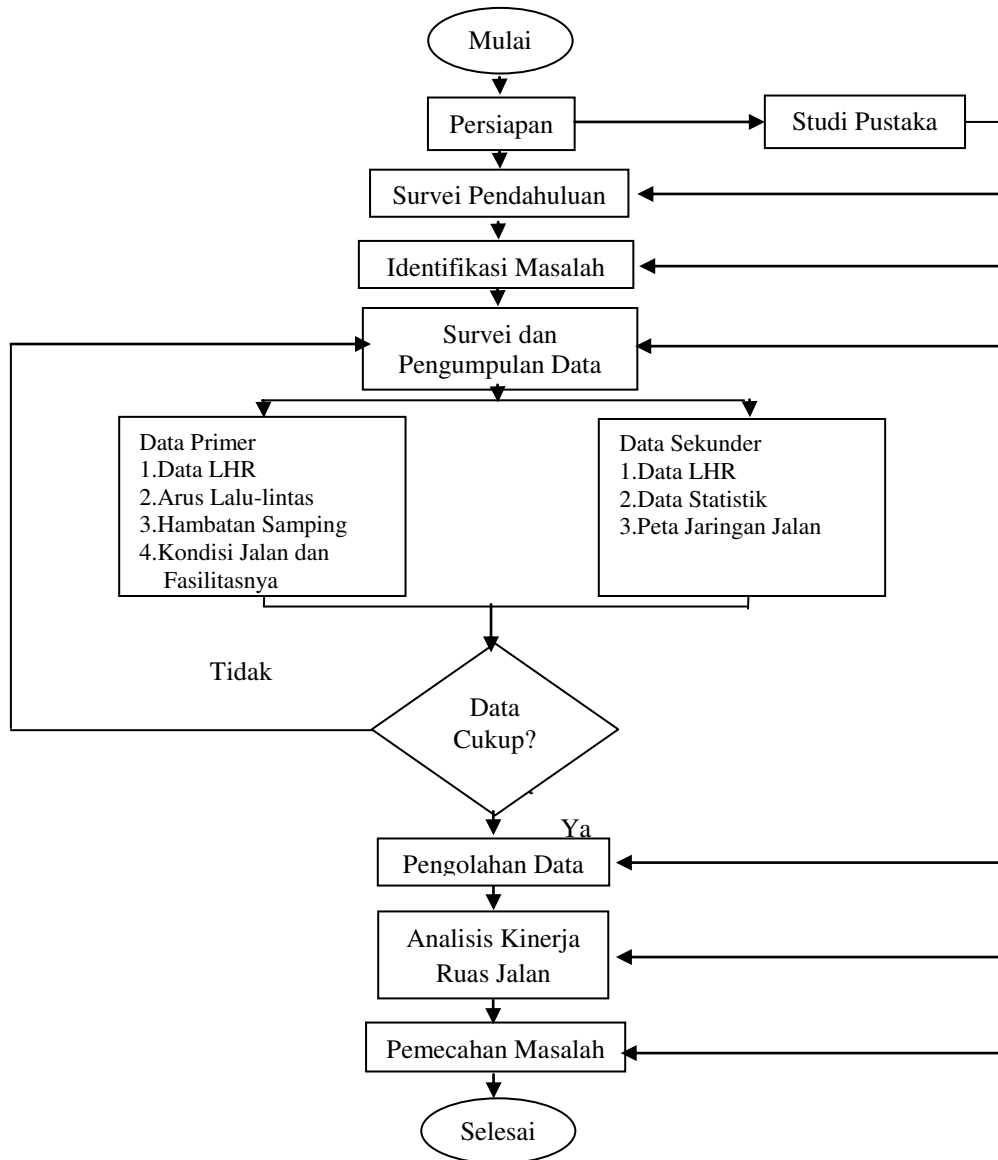 Mulai
Persiapan
Studi Pustaka
Survei Pendahuluan
Identifikasi Masalah
Survei dan
Pengumpulan Data
Data Primer
1.Data LHR
2.Arus Lalu-lintas
3.Hambatan Samping
4.Kondisi Jalan dan
Fasilitasnya
Data Sekunder
1.Data LHR
2.Data Statistik
3.Peta Jaringan Jalan
Tidak
Data
Cukup?
Ya
Pengolahan Data
Analisis Kinerja
Ruas Jalan
Pemecahan Masalah
Selesai